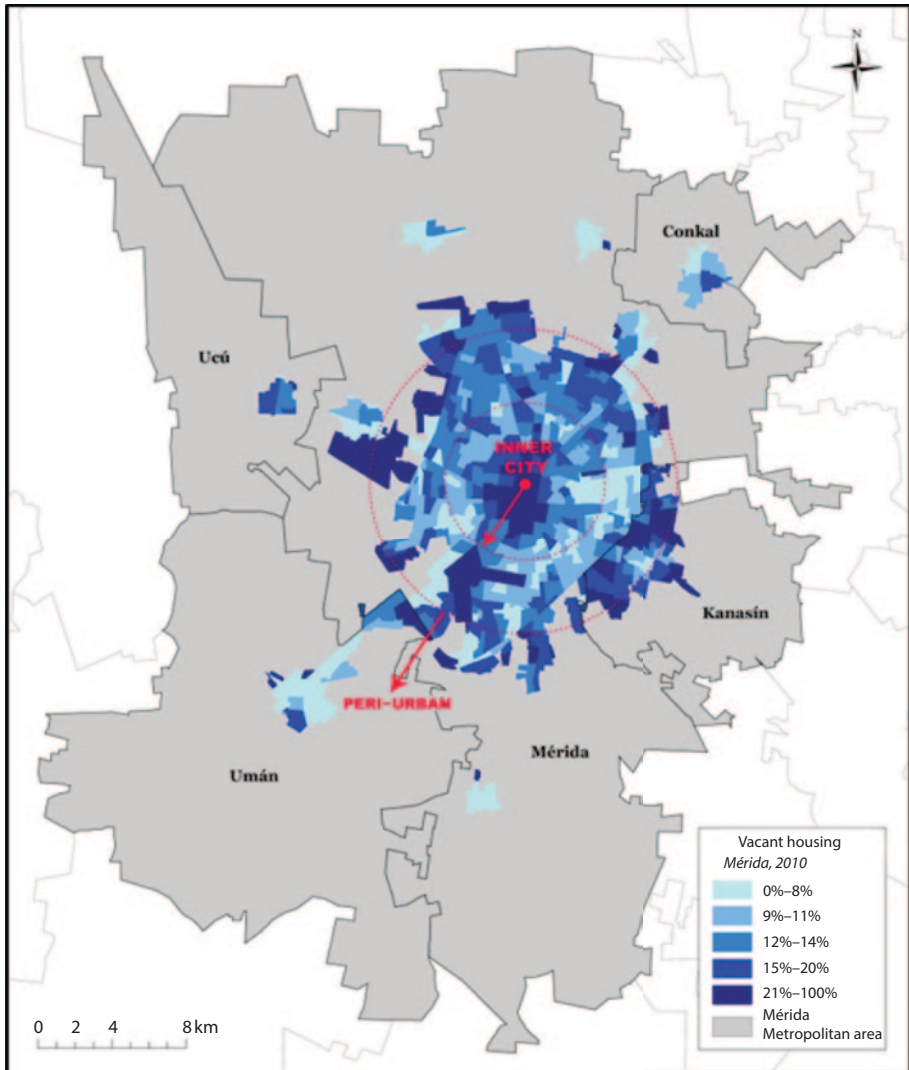 N
Conkal
Ucú
INNER
CITY
Kanasín
PERI-URBAN
Umán
Mérida
Vacant housing
Mérida, 2010
0%–8%
9%–11%
12%–14%
15%–20%
21%–100%
Mérida
Metropolitan area
0 2 4 8 km